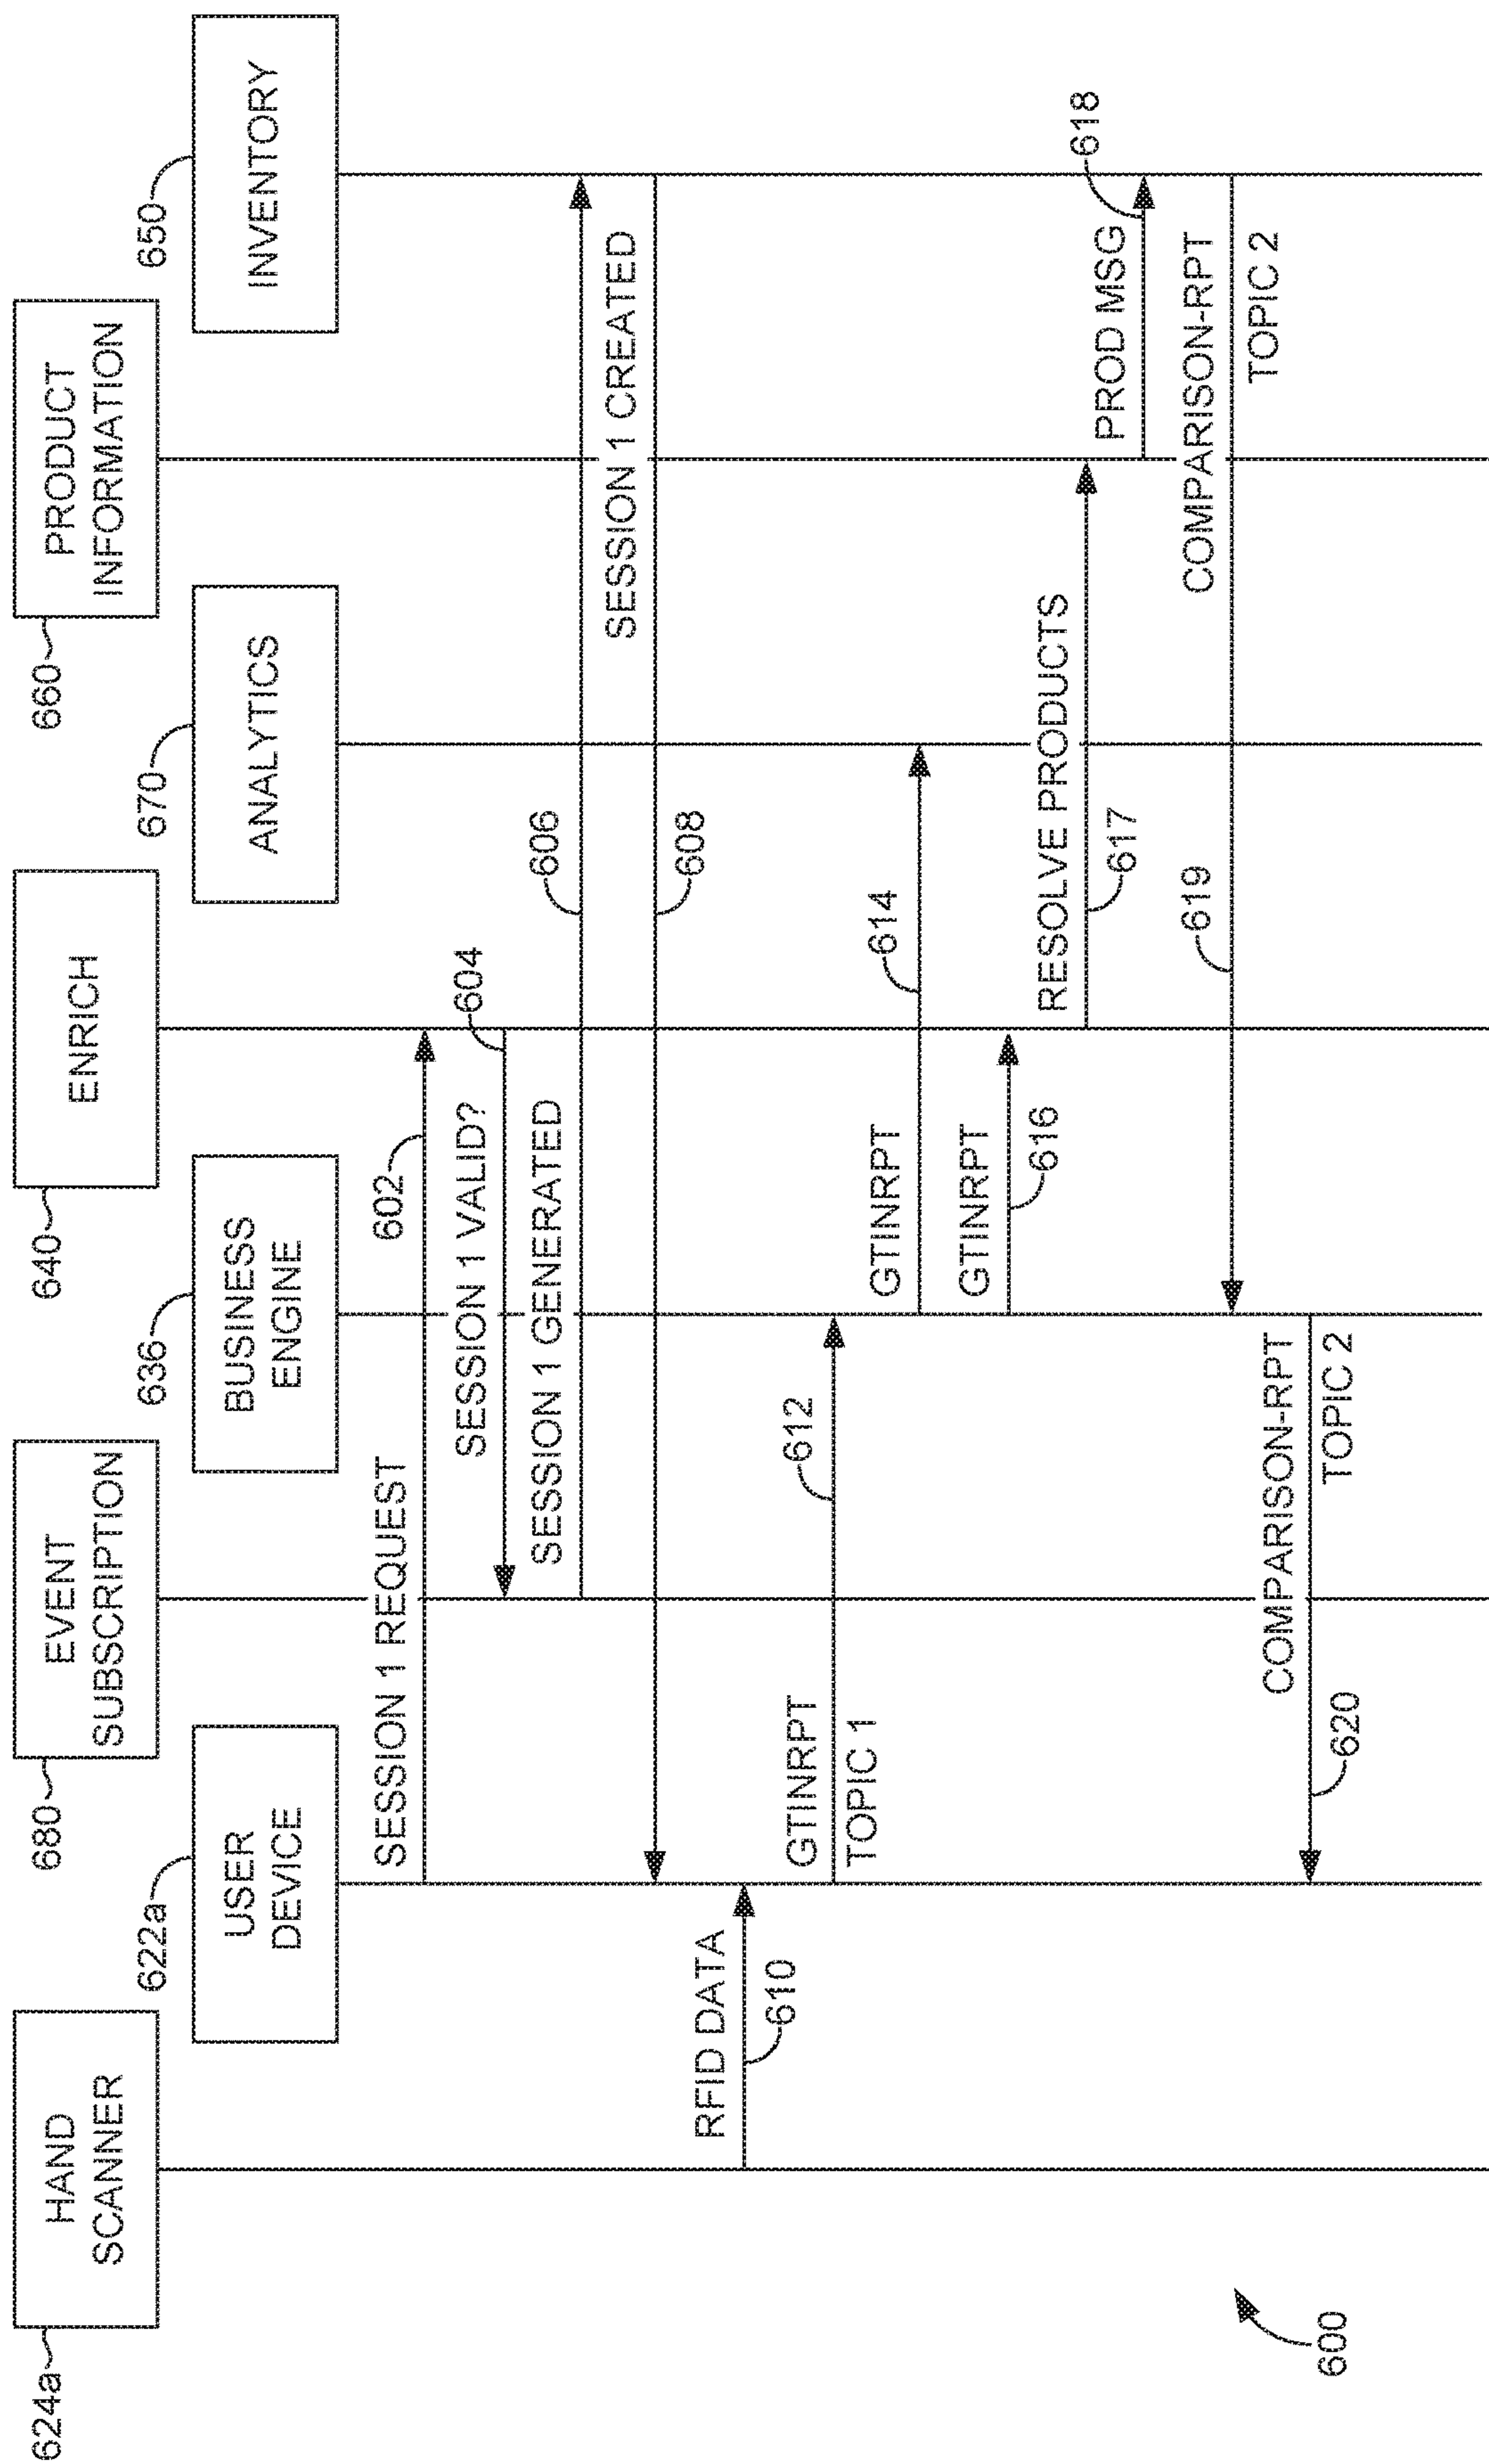 624a
HAND
SCANNER
622a
USER
DEVICE
680
EVENT
SUBSCRIPTION
636
BUSINESS
ENGINE
640
ENRICH
670
ANALYTICS
660
PRODUCT
INFORMATION
650
INVENTORY
SESSION 1 REQUEST
602
SESSION 1 VALID?
604
SESSION 1 GENERATED
606
SESSION 1 CREATED
608
RFID DATA
610
GTINRPT
TOPIC 1
612
GTINRPT
614
GTINRPT
616
RESOLVE PRODUCTS
617
PROD MSG
618
COMPARISON-RPT
TOPIC 2
619
COMPARISON-RPT
TOPIC 2
620
600